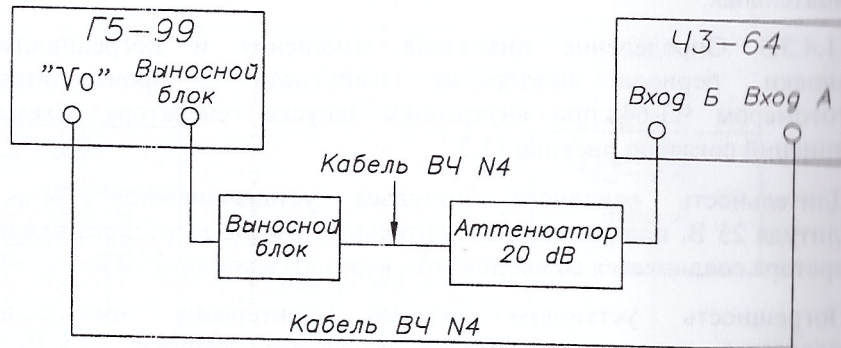 Г5-99
"V0"
Выносной
блок
Ч3 64
Вход Б
Вход А
Кабель ВЧ N4
Выносной
блок
Аттенюатор
20 dB
Кабель ВЧ N4